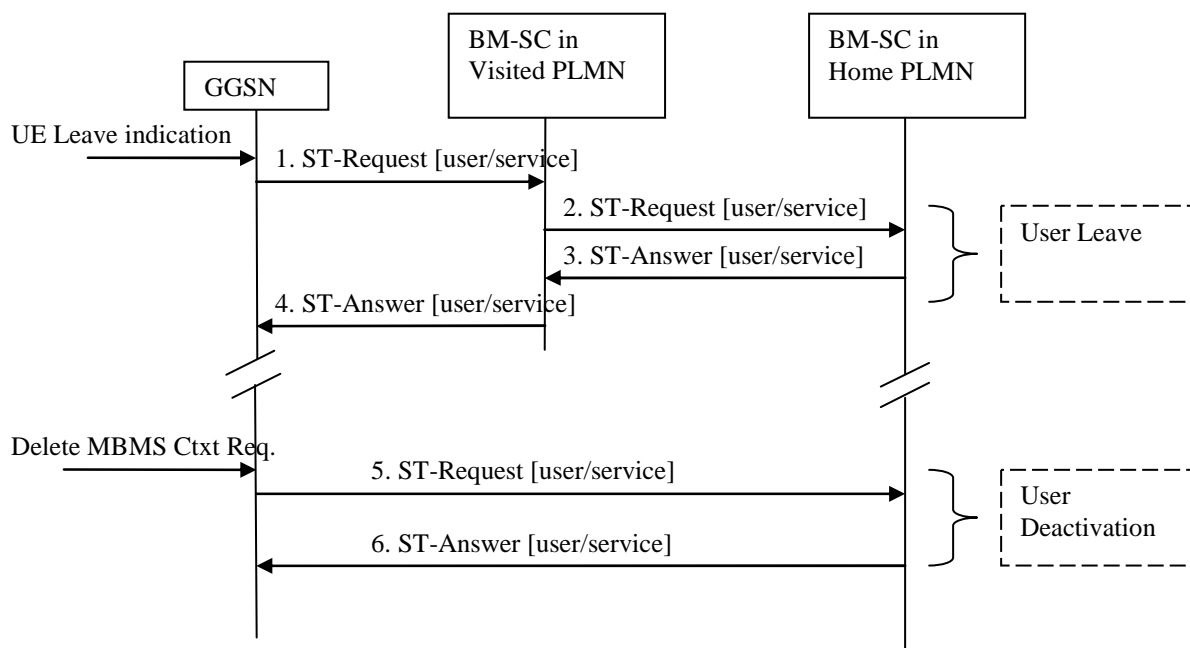 BM-SC in
Visited PLMN
BM-SC in
Home PLMN
GGSN
UE Leave indication
1. ST-Request [user/service]
2. ST-Request [user/service]
User Leave
3. ST-Answer [user/service]
4. ST-Answer [user/service]
Delete MBMS Ctxt Req.
5. ST-Request [user/service]
User
Deactivation
6. ST-Answer [user/service]